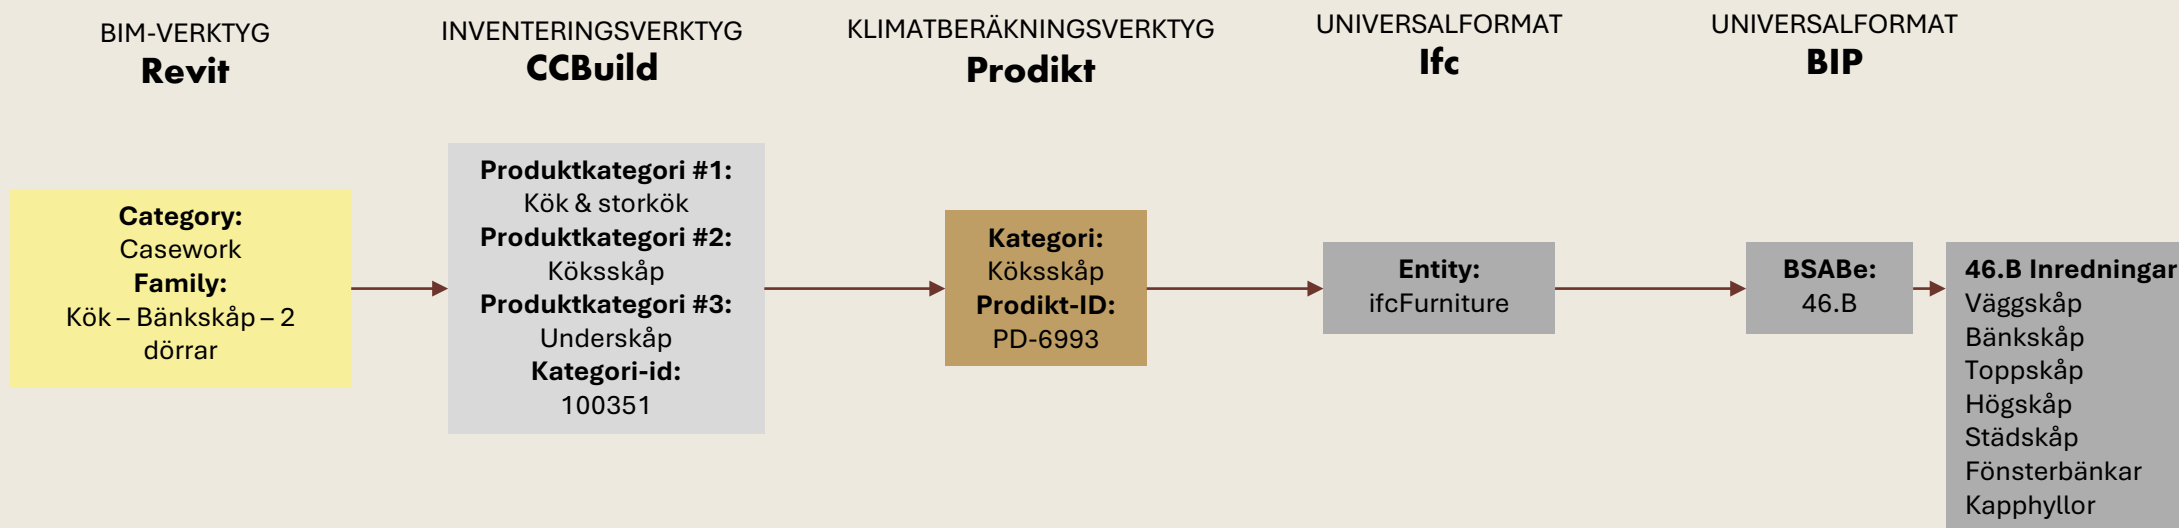 BIM-VERKTYG
Revit
INVENTERINGSVERKTYG
CCBuild
KLIMATBERÄKNINGSVERKTYG
Prodikt
UNIVERSALFORMAT
Ifc
UNIVERSALFORMAT
BIP
Category:
Casework
Family:
Kök – Bänkskåp – 2
dörrar
Produktkategori #1:
Kök & storkök
Produktkategori #2:
Köksskåp
Produktkategori #3:
Underskåp
Kategori-id:
100351
Kategori:
Köksskåp
Prodikt-ID:
PD-6993
Entity:
ifcFurniture
BSABe:
46.B
46.B Inredningar
Väggskåp
Bänkskåp
Toppskåp
Högskåp
Städskåp
Fönsterbänkar
Kapphyllor